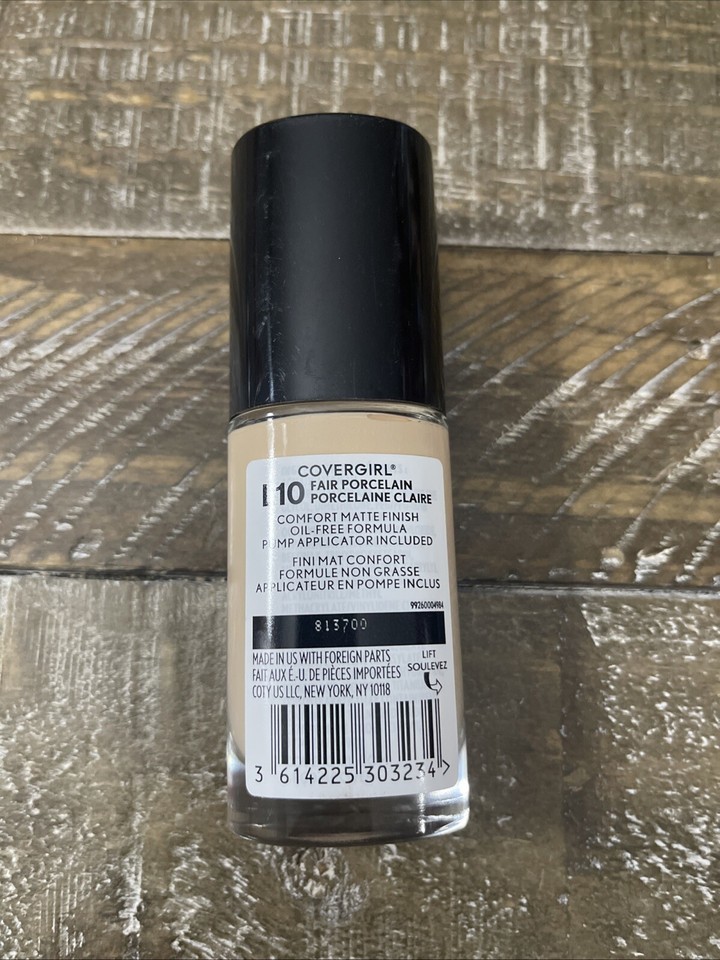 COVERGIRL®
L10 FAIR PORCELAIN
PORCELAINE CLAIRE
COMFORT MATTE FINISH
OIL-FREE FORMULA
PUMP APPLICATOR INCLUDED
FINI MAT CONFORT
FORMULE NON GRASSE
APPLICATEUR EN POMPE INCLUS
99260004984
813700
MADE IN US WITH FOREIGN PARTS
FAIT AUX É.-U. DE PIÈCES IMPORTÉES
COTY US LLC, NEW YORK, NY 10118
LIFT
SOULEVEZ
3 614225 303234 >